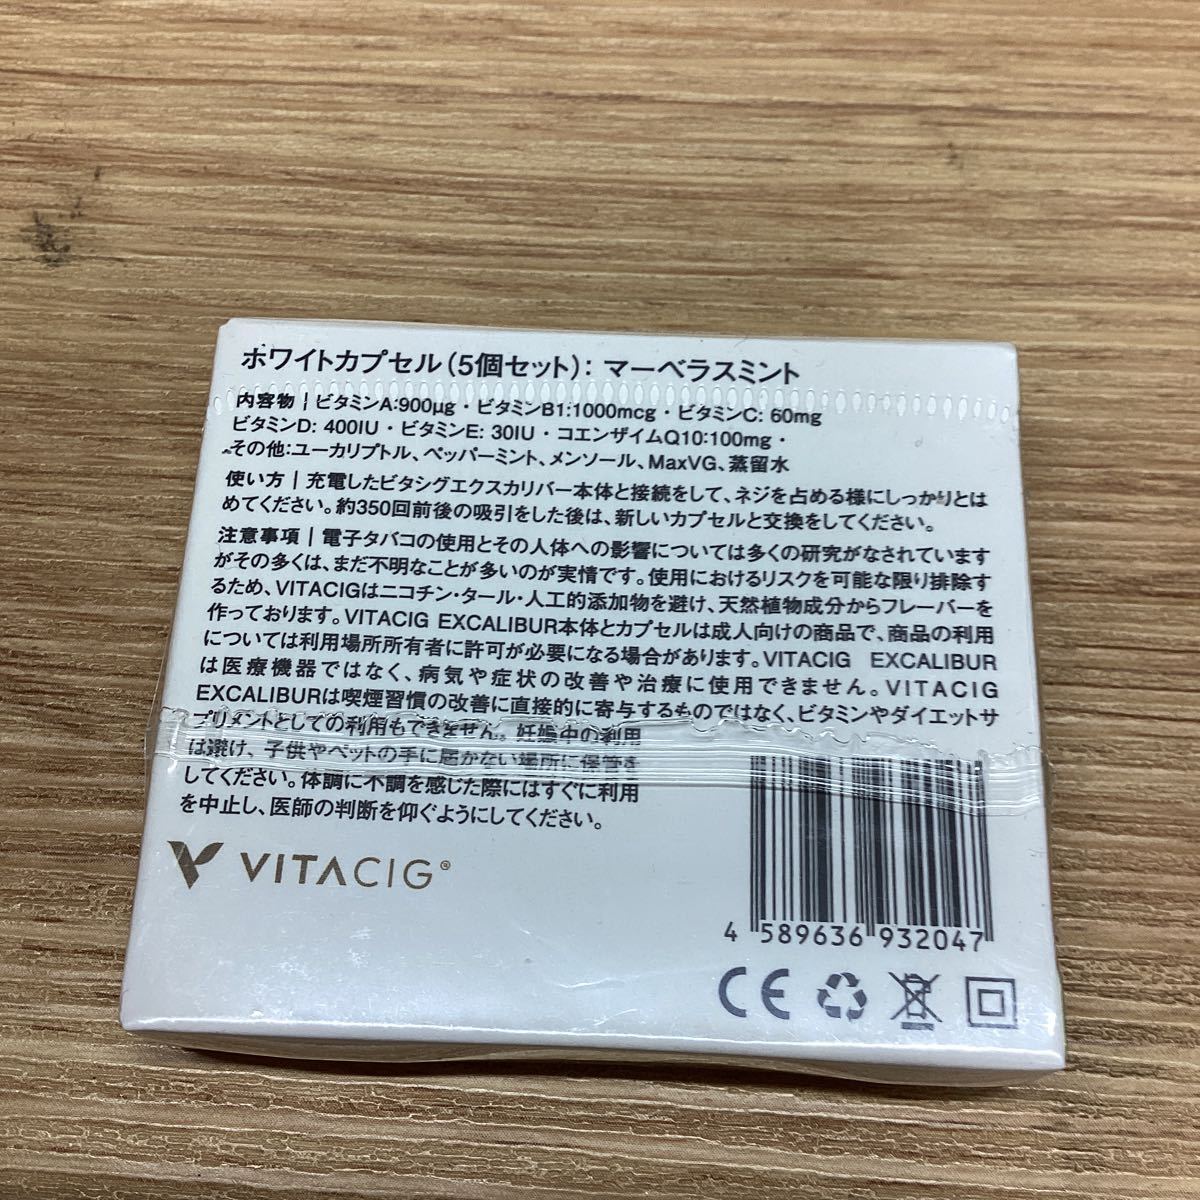 ホワイトカプセル(5個セット): マーベラスミント
内容物 | ビタミンA:900μg・ビタミンB1:1000mcg・ビタミンC: 60mg
ビタミンD: 400IU・ビタミンE: 30IU・コエンザイムQ10:100mg・
その他:ユーカリプトル、ペッパーミント、メンソール、MaxVG、蒸留水
使い方 | 充電したビタシグエクスカリバー本体と接続をして、ネジを占める様にしっかりとは
めてください。約350回前後の吸引をした後は、新しいカプセルと交換をしてください。
注意事項 | 電子タバコの使用とその人体への影響については多くの研究がなされています
がその多くは、まだ不明なことが多いのが実情です。使用におけるリスクを可能な限り排除す
るため、VITACIGはニコチン・タール・人工的添加物を避け、天然植物成分からフレーバーを
作っております。VITACIG EXCALIBUR本体とカプセルは成人向けの商品で、商品の利用
については利用場所所有者に許可が必要になる場合があります。VITACIG EXCALIBUR
は医療機器ではなく、病気や症状の改善や治療に使用できません。VITACIG
EXCALIBURは喫煙習慣の改善に直接的に寄与するものではなく、ビタミンやダイエットサ
プリメントとしての利用もできません。妊娠中の利用
は避け、子供やペットの手に届かない場所に保管を
してください。体調に不調を感じた際にはすぐに利用
を中止し、医師の判断を仰ぐようにしてください。
VITACIG®
4 589636 932047
CE